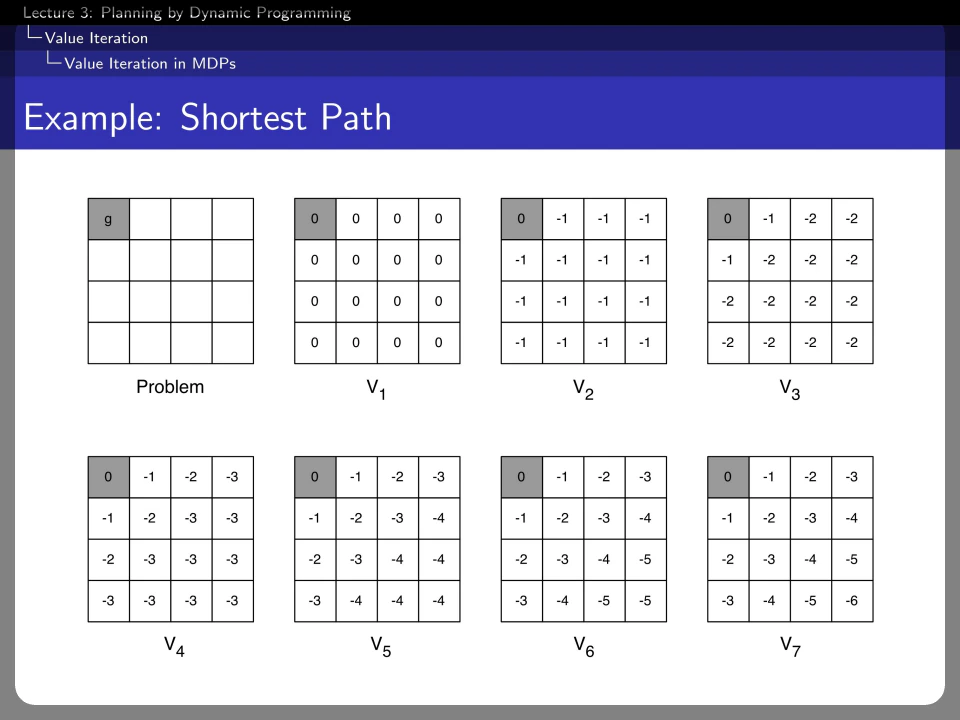 Lecture 3: Planning by Dynamic Programming
Value Iteration
Value Iteration in MDPs
Example: Shortest Path
g
Problem
0 0 0 0
0 0 0 0
0 0 0 0
0 0 0 0
V1
0 -1 -1 -1
-1 -1 -1 -1
-1 -1 -1 -1
-1 -1 -1 -1
V2
0 -1 -2 -2
-1 -2 -2 -2
-2 -2 -2 -2
-2 -2 -2 -2
V3
0 -1 -2 -3
-1 -2 -3 -3
-2 -3 -3 -3
-3 -3 -3 -3
V4
0 -1 -2 -3
-1 -2 -3 -4
-2 -3 -4 -4
-3 -4 -4 -4
V5
0 -1 -2 -3
-1 -2 -3 -4
-2 -3 -4 -5
-3 -4 -5 -5
V6
0 -1 -2 -3
-1 -2 -3 -4
-2 -3 -4 -5
-3 -4 -5 -6
V7